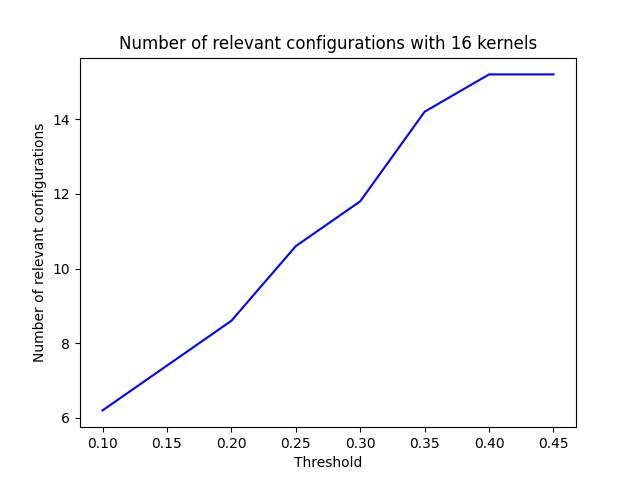 Number of relevant configurations with 16 kernels
Number of relevant configurations
14
12
10
8
6
0.10 0.15 0.20 0.25 0.30 0.35 0.40 0.45
Threshold